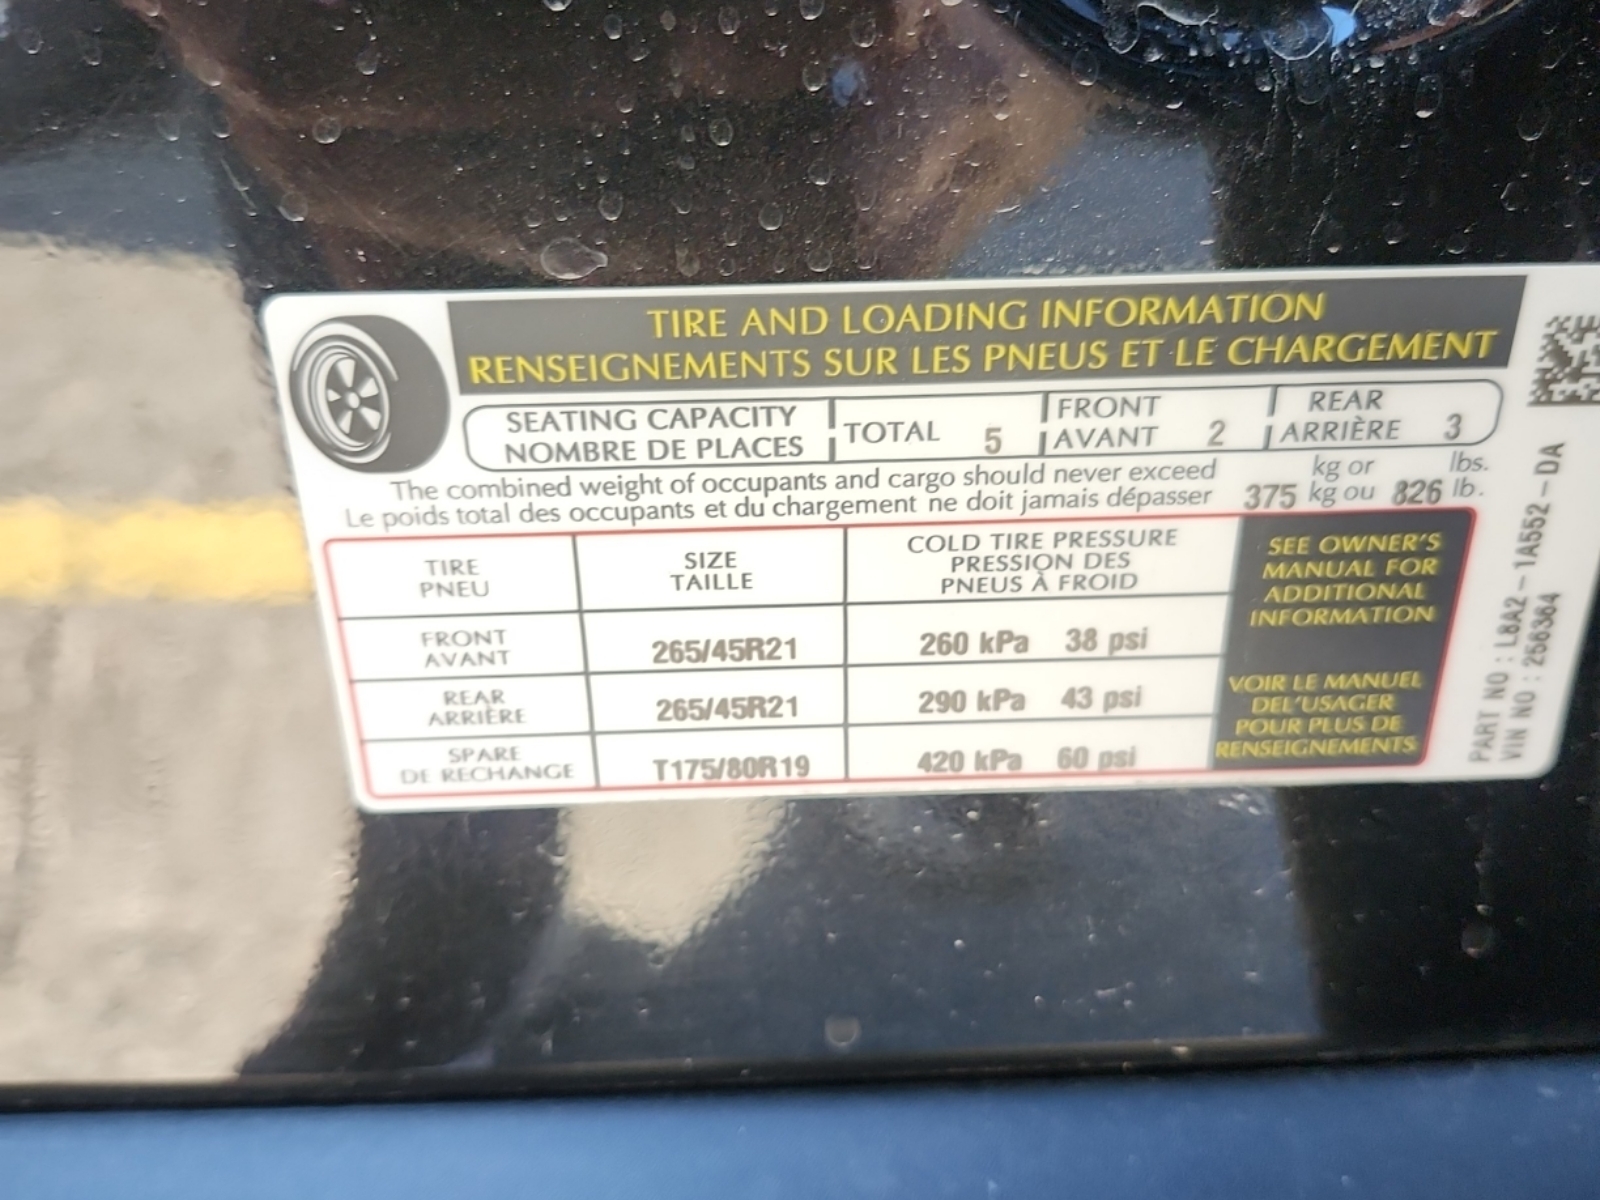 TIRE AND LOADING INFORMATION
RENSEIGNEMENTS SUR LES PNEUS ET LE CHARGEMENT
SEATING CAPACITY
NOMBRE DE PLACES
TOTAL 5
FRONT
AVANT 2
REAR
ARRIÈRE 3
The combined weight of occupants and cargo should never exceed
Le poids total des occupants et du chargement ne doit jamais dépasser
375 kg or
kg ou 826 lbs.
lb.
TIRE
PNEU
SIZE
TAILLE
COLD TIRE PRESSURE
PRESSION DES
PNEUS À FROID
FRONT
AVANT
265/45R21
260 kPa 38 psi
REAR
ARRIÈRE
265/45R21
290 kPa 43 psi
SPARE
DE RECHANGE
T175/80R19
420 kPa 60 psi
SEE OWNER'S
MANUAL FOR
ADDITIONAL
INFORMATION
VOIR LE MANUEL
DEL'USAGER
POUR PLUS DE
RENSEIGNEMENTS
PART NO : L8A2 - 1A552 - DA
VIN NO : 256364